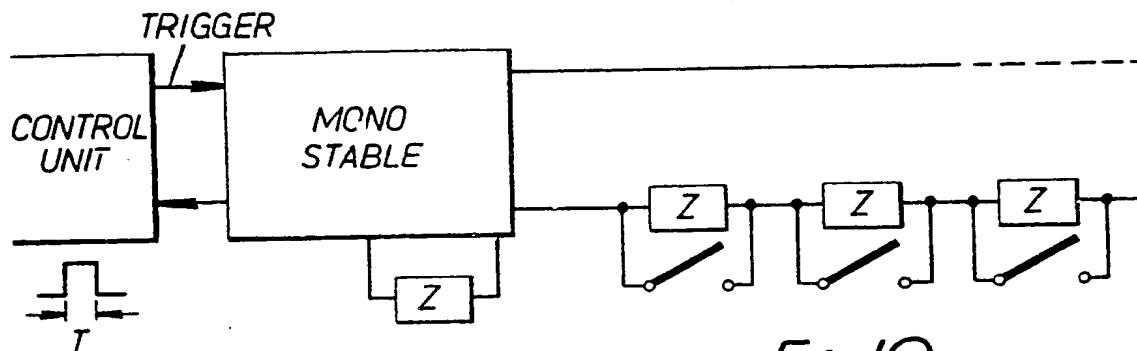 TRIGGER
CONTROL
UNIT
MONO
STABLE
Z
Z
Z
Z
T